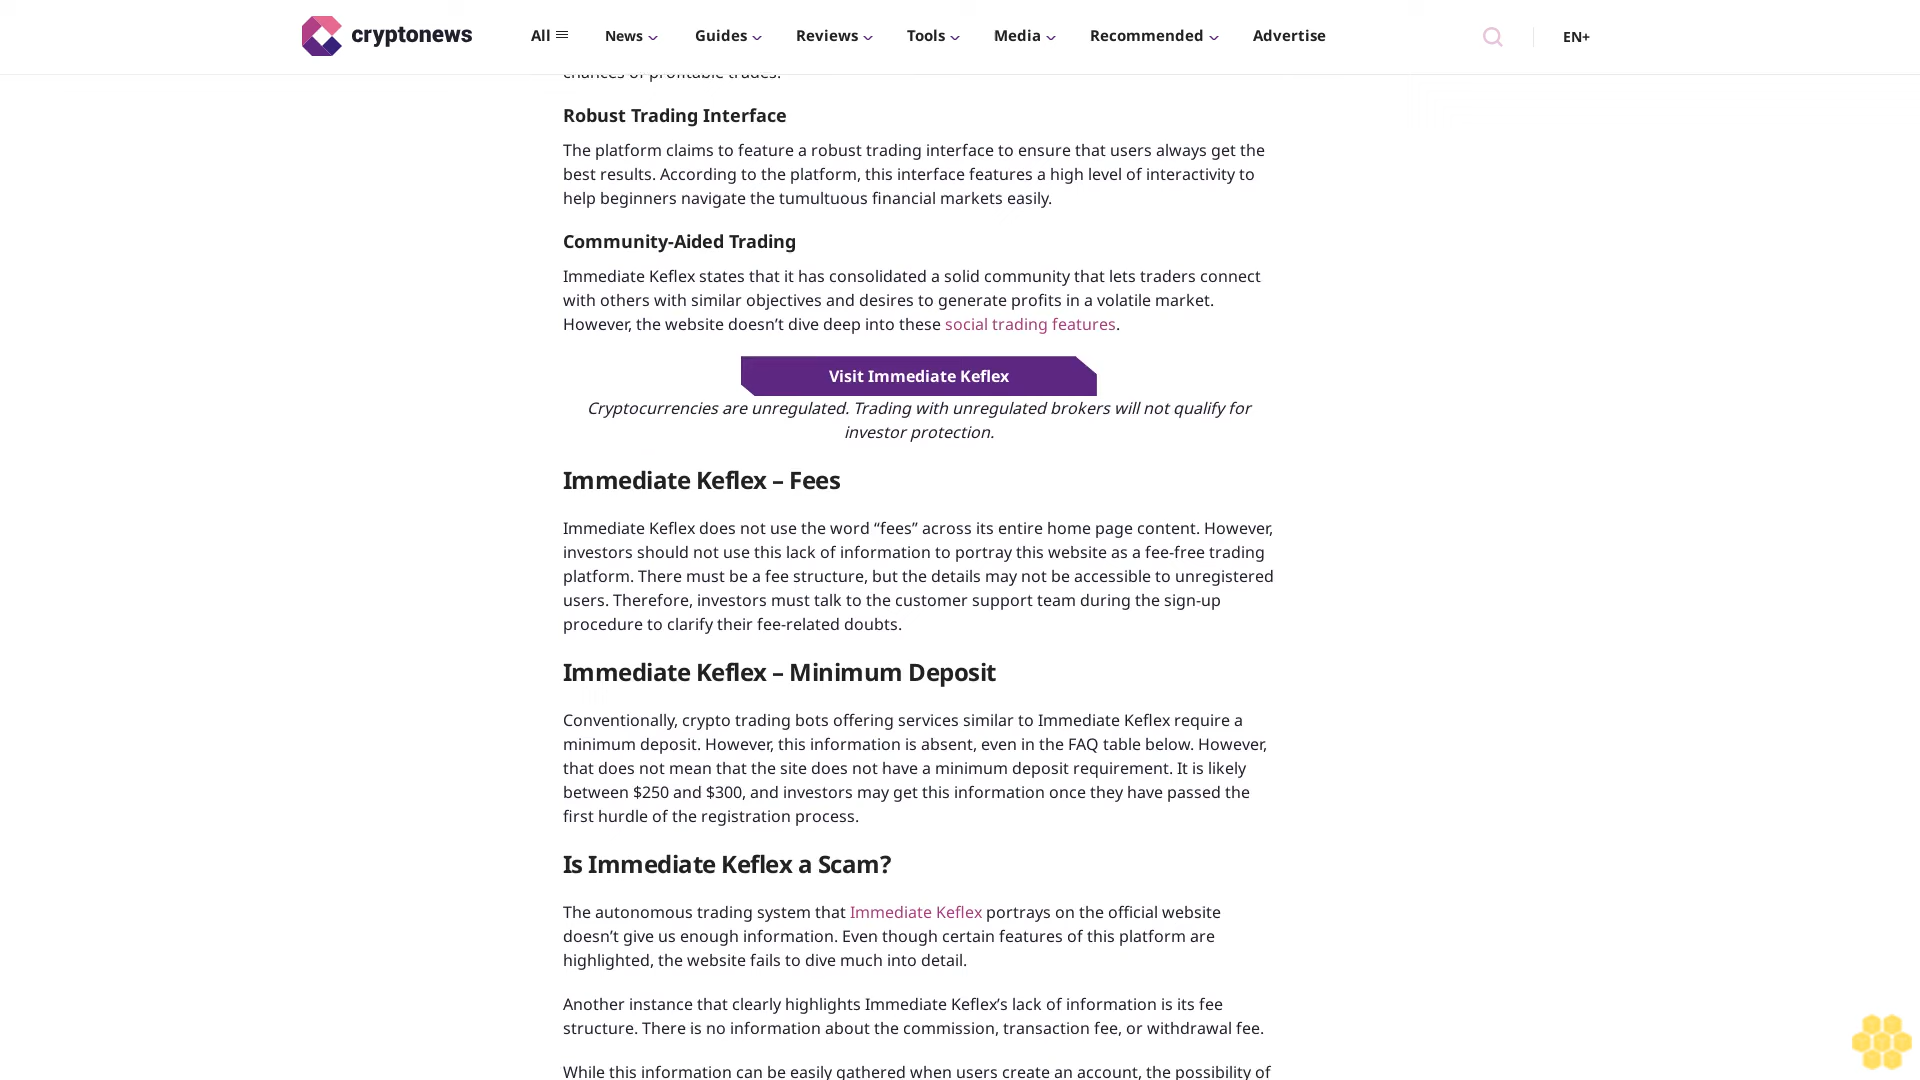 cryptonews
All
News
Guides
Reviews
Tools
Media
Recommended
Advertise
EN+
chances of profitable trades.
Robust Trading Interface
The platform claims to feature a robust trading interface to ensure that users always get the
best results. According to the platform, this interface features a high level of interactivity to
help beginners navigate the tumultuous financial markets easily.
Community-Aided Trading
Immediate Keflex states that it has consolidated a solid community that lets traders connect
with others with similar objectives and desires to generate profits in a volatile market.
However, the website doesn’t dive deep into these social trading features.
Visit Immediate Keflex
Cryptocurrencies are unregulated. Trading with unregulated brokers will not qualify for
investor protection.
Immediate Keflex – Fees
Immediate Keflex does not use the word “fees” across its entire home page content. However,
investors should not use this lack of information to portray this website as a fee-free trading
platform. There must be a fee structure, but the details may not be accessible to unregistered
users. Therefore, investors must talk to the customer support team during the sign-up
procedure to clarify their fee-related doubts.
Immediate Keflex – Minimum Deposit
Conventionally, crypto trading bots offering services similar to Immediate Keflex require a
minimum deposit. However, this information is absent, even in the FAQ table below. However,
that does not mean that the site does not have a minimum deposit requirement. It is likely
between $250 and $300, and investors may get this information once they have passed the
first hurdle of the registration process.
Is Immediate Keflex a Scam?
The autonomous trading system that Immediate Keflex portrays on the official website
doesn’t give us enough information. Even though certain features of this platform are
highlighted, the website fails to dive much into detail.
Another instance that clearly highlights Immediate Keflex’s lack of information is its fee
structure. There is no information about the commission, transaction fee, or withdrawal fee.
While this information can be easily gathered when users create an account, the possibility of